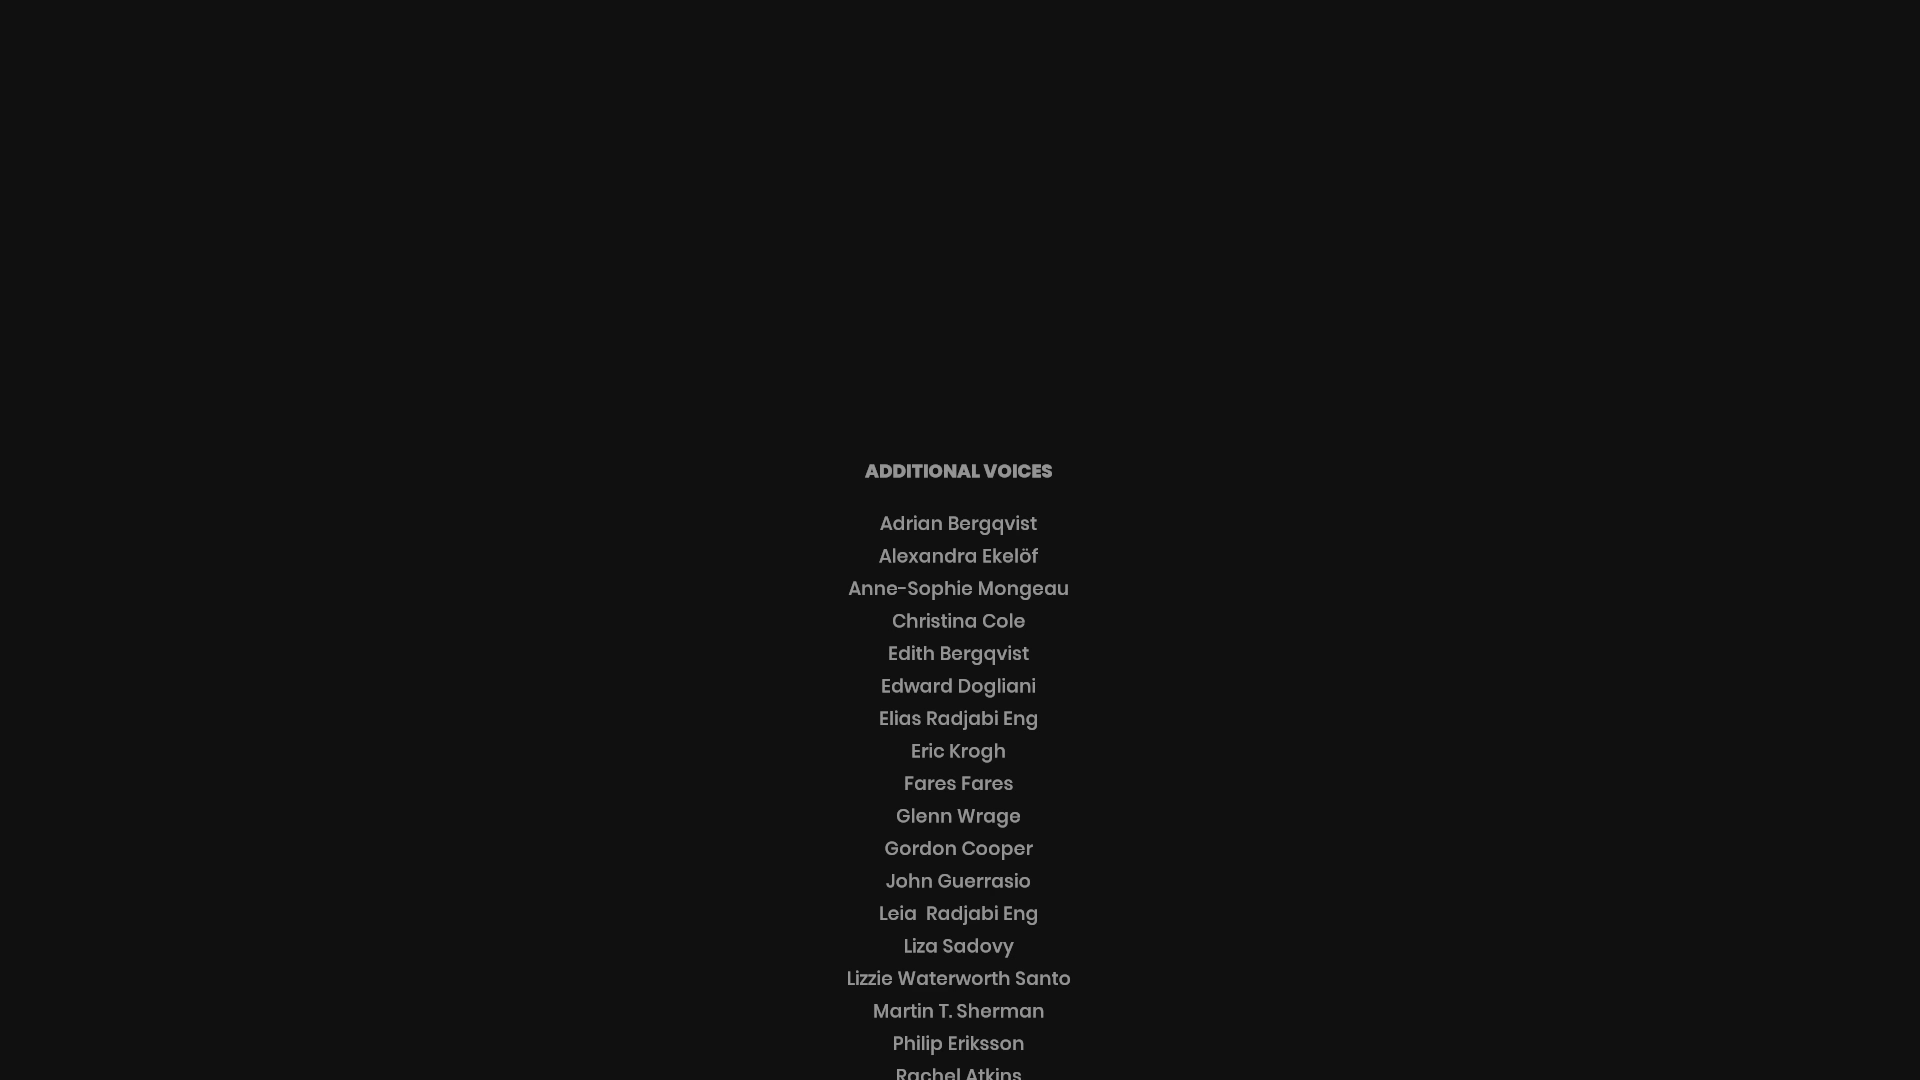 ADDITIONAL VOICES
Adrian Bergqvist
Alexandra Ekelöf
Anne-Sophie Mongeau
Christina Cole
Edith Bergqvist
Edward Dogliani
Elias Radjabi Eng
Eric Krogh
Fares Fares
Glenn Wrage
Gordon Cooper
John Guerrasio
Leia  Radjabi Eng
Liza Sadovy
Lizzie Waterworth Santo
Martin T. Sherman
Philip Eriksson
Rachel Atkins